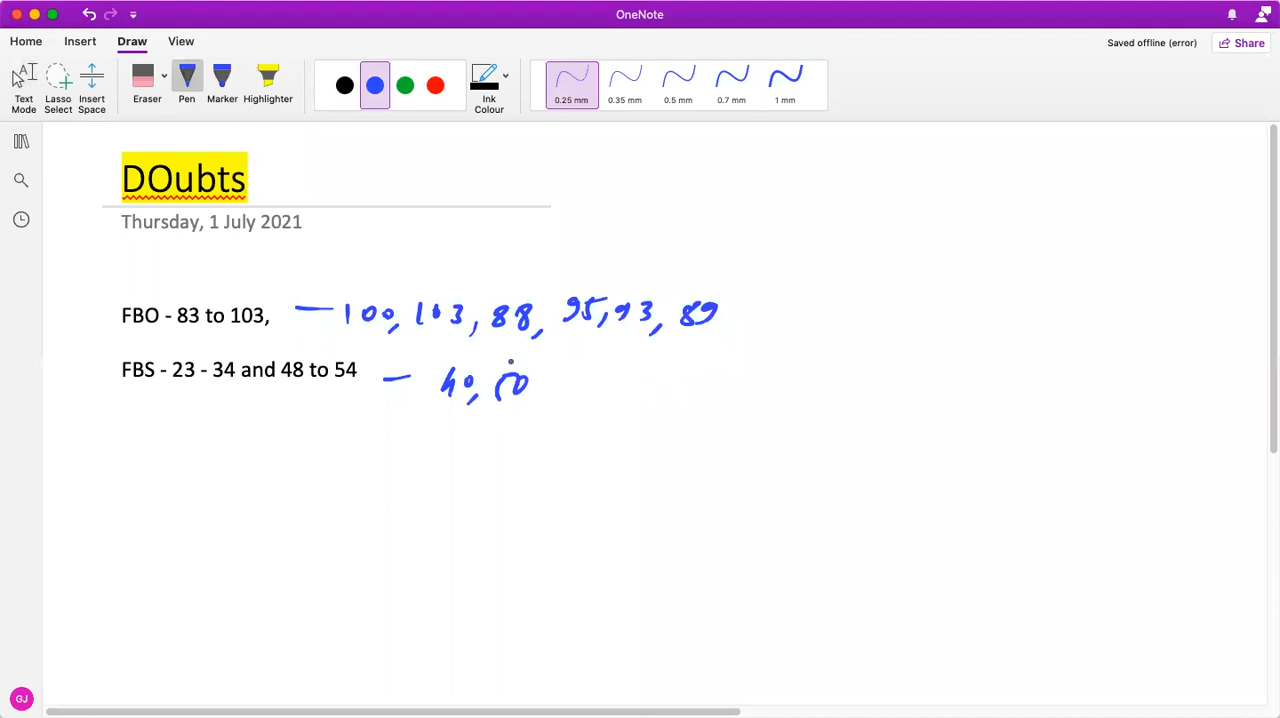 OneNote
Home Insert Draw View
Saved offline (error) Share
Text Mode Lasso Select Insert Space Eraser Pen Marker Highlighter Ink Colour 0.25 mm 0.35 mm 0.5 mm 0.7 mm 1 mm
DOubts
Thursday, 1 July 2021
FBO - 83 to 103, — 100, 103, 88, 95, 93, 89
FBS - 23 - 34 and 48 to 54 — 40, 50
GJ